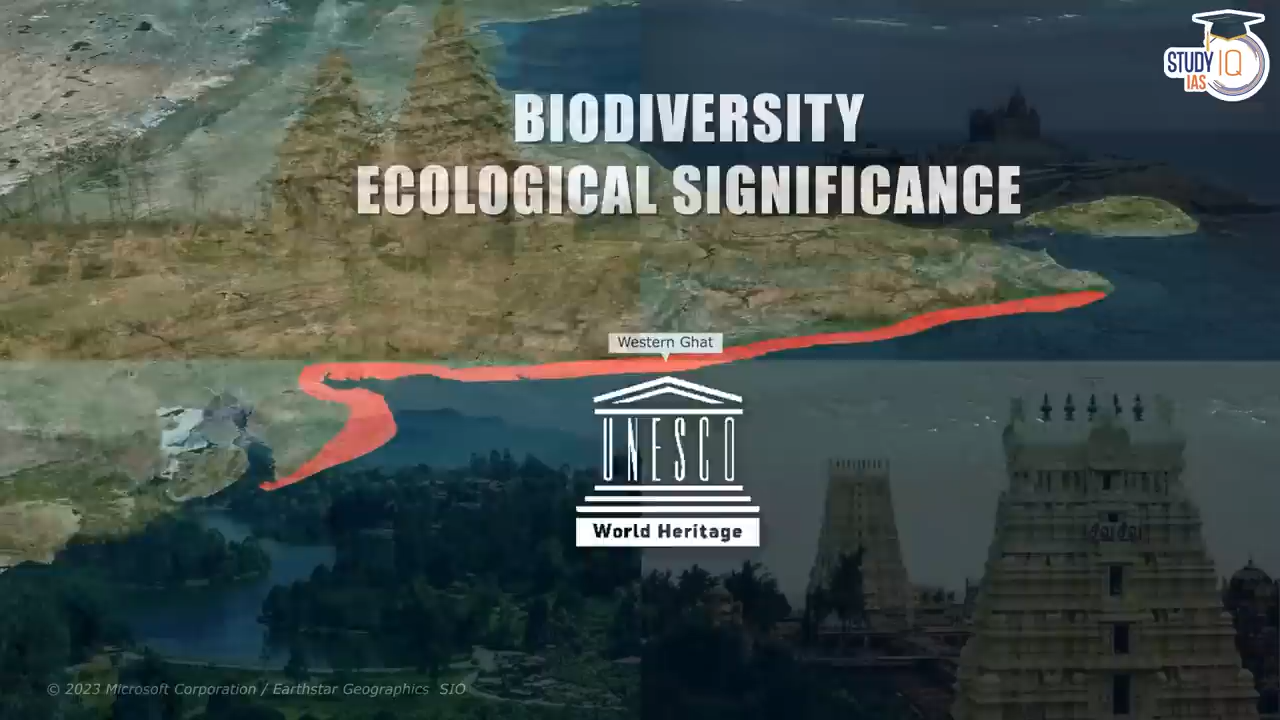 STUDY IQ
IAS
BIODIVERSITY
ECOLOGICAL SIGNIFICANCE
Western Ghat
UNESCO
World Heritage
© 2023 Microsoft Corporation / Earthstar Geographics SIO